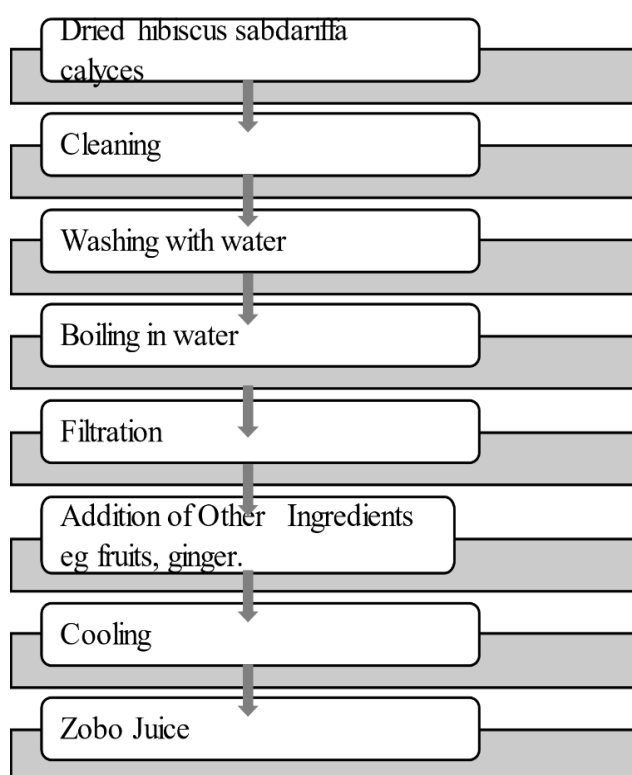 Dried hibiscus sabdariffa
calyces
Cleaning
Washing with water
Boiling in water
Filtration
Addition of Other Ingredients
eg fruits, ginger.
Cooling
Zobo Juice